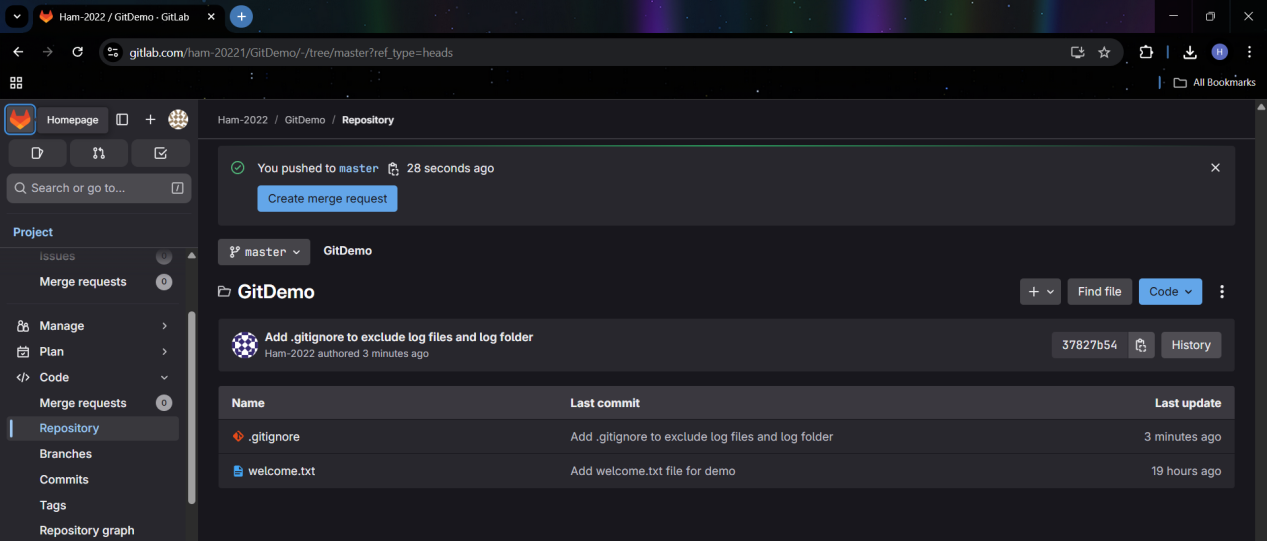 Ham-2022 / GitDemo · GitLab
gitlab.com/ham-20221/GitDemo/-/tree/master?ref_type=heads
H
All Bookmarks
Homepage
Ham-2022 / GitDemo / Repository
Search or go to... /
Project
Issues 0
Merge requests 0
Manage
Plan
Code
Merge requests 0
Repository
Branches
Commits
Tags
Repository graph
You pushed to master 28 seconds ago
Create merge request
master GitDemo
GitDemo
Find file Code
Add .gitignore to exclude log files and log folder
Ham-2022 authored 3 minutes ago
37827b54 History
Name Last commit Last update
.gitignore Add .gitignore to exclude log files and log folder 3 minutes ago
welcome.txt Add welcome.txt file for demo 19 hours ago